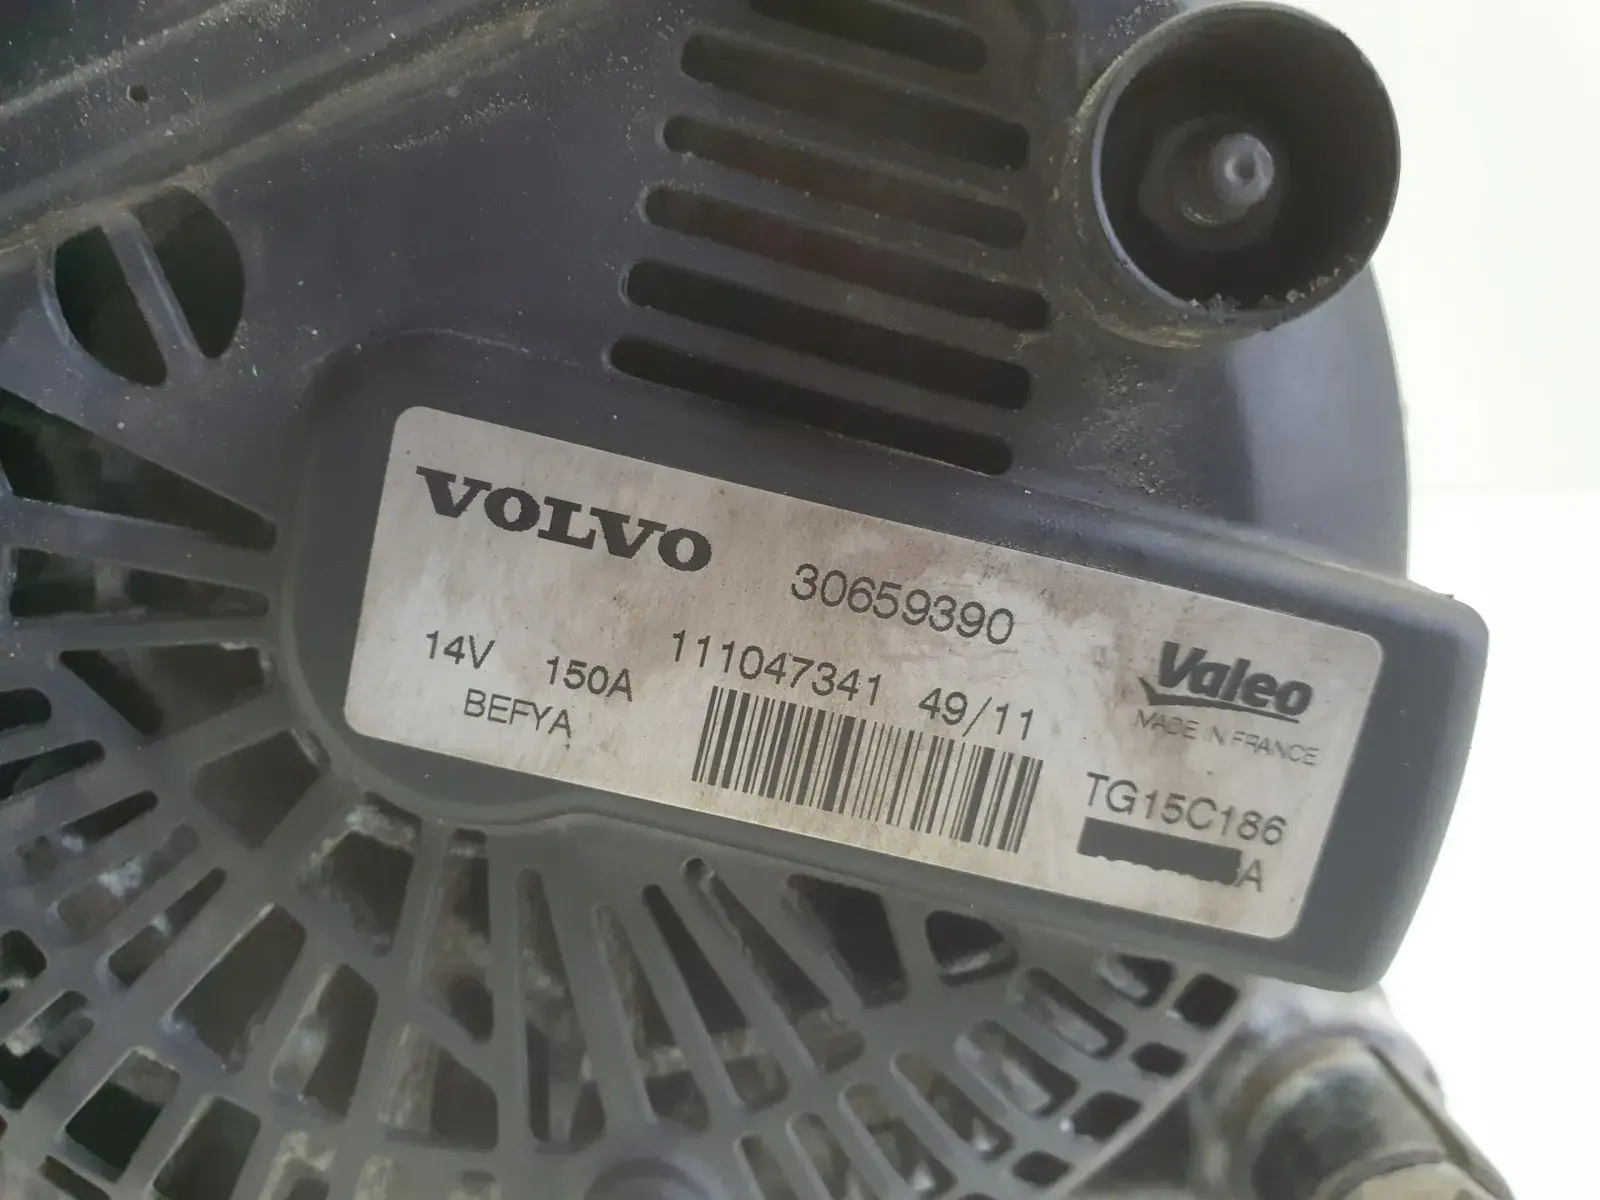 VOLVO
30659390
14V 150A 111047341 49/11
BEFYA
Valeo
MADE IN FRANCE
TG15C186
A